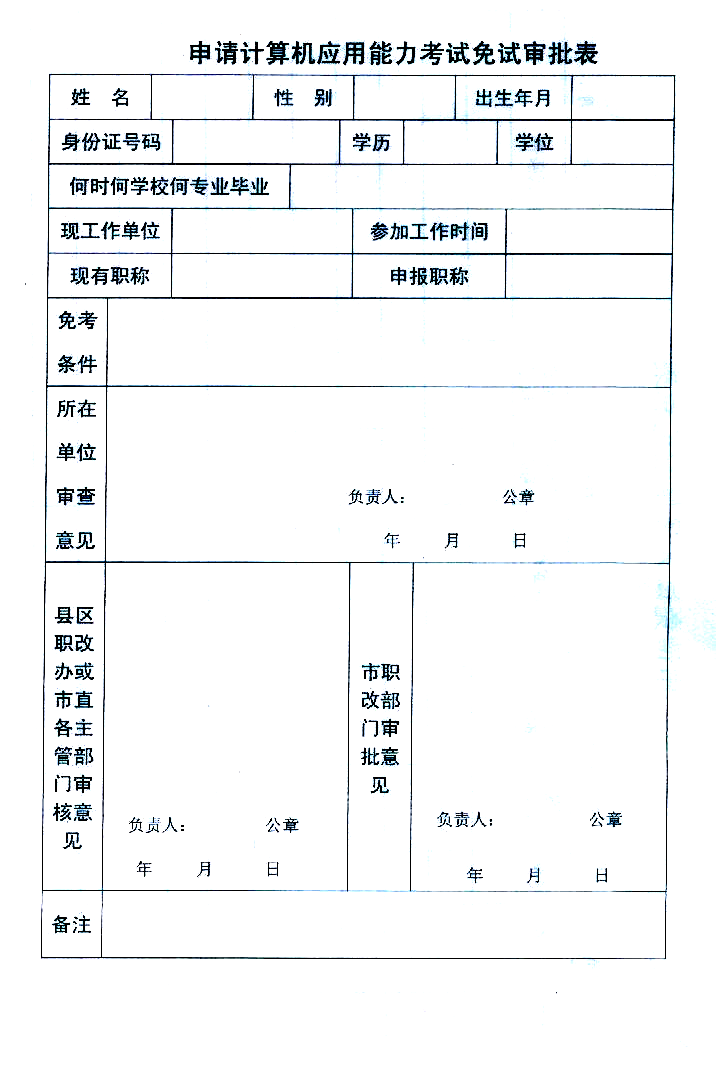 申请计算机应用能力考试免试审批表
姓 名 性 别 出生年月
身份证号码 学历 学位
何时何学校何专业毕业
现工作单位 参加工作时间
现有职称 申报职称
免考
条件
所在
单位
审查
意见
负责人： 公章
年 月 日
县区
职改
办或
市直
各主
管部
门审
核意
见
负责人： 公章
年 月 日
市职
改部
门审
批意
见
负责人： 公章
年 月 日
备注